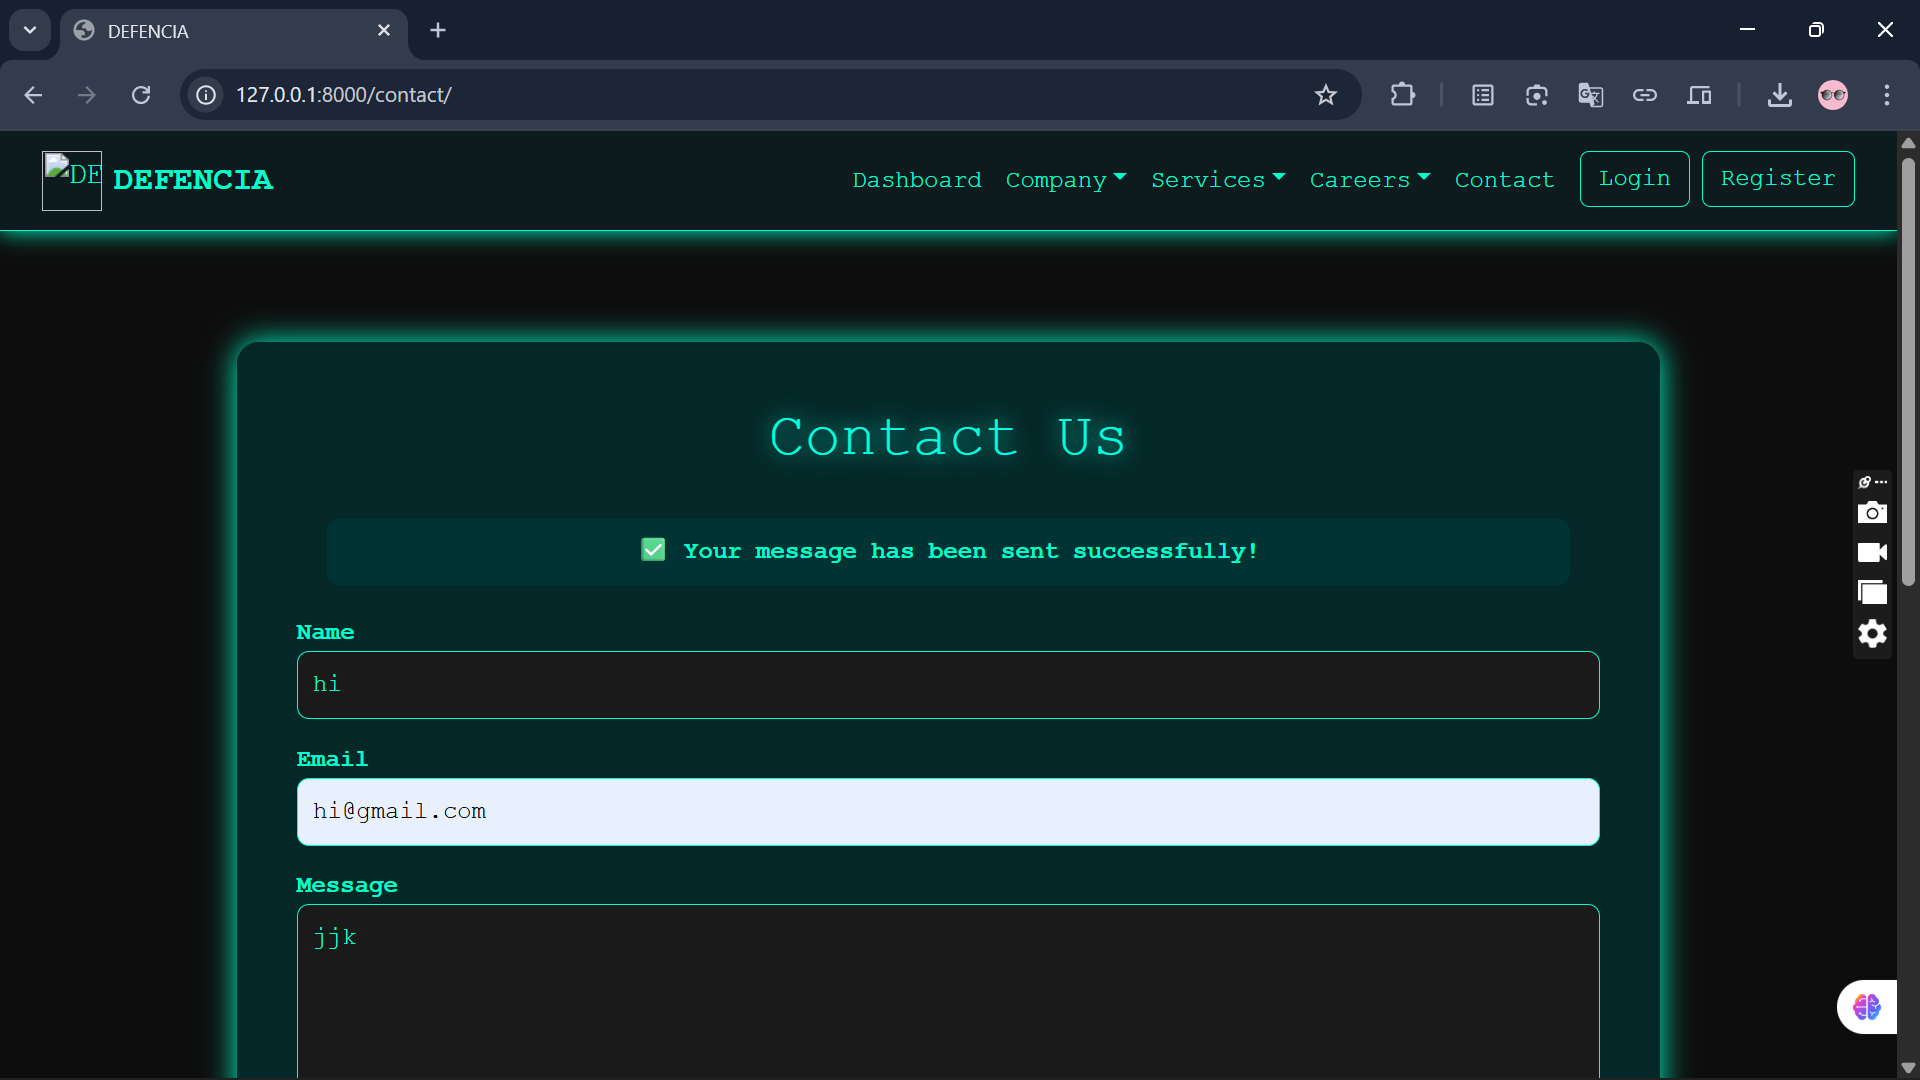 DEFENCIA
127.0.0.1:8000/contact/
DE
DEFENCIA
Dashboard
Company
Services
Careers
Contact
Login
Register
Contact Us
✅ Your message has been sent successfully!
Name
hi
Email
hi@gmail.com
Message
jjk